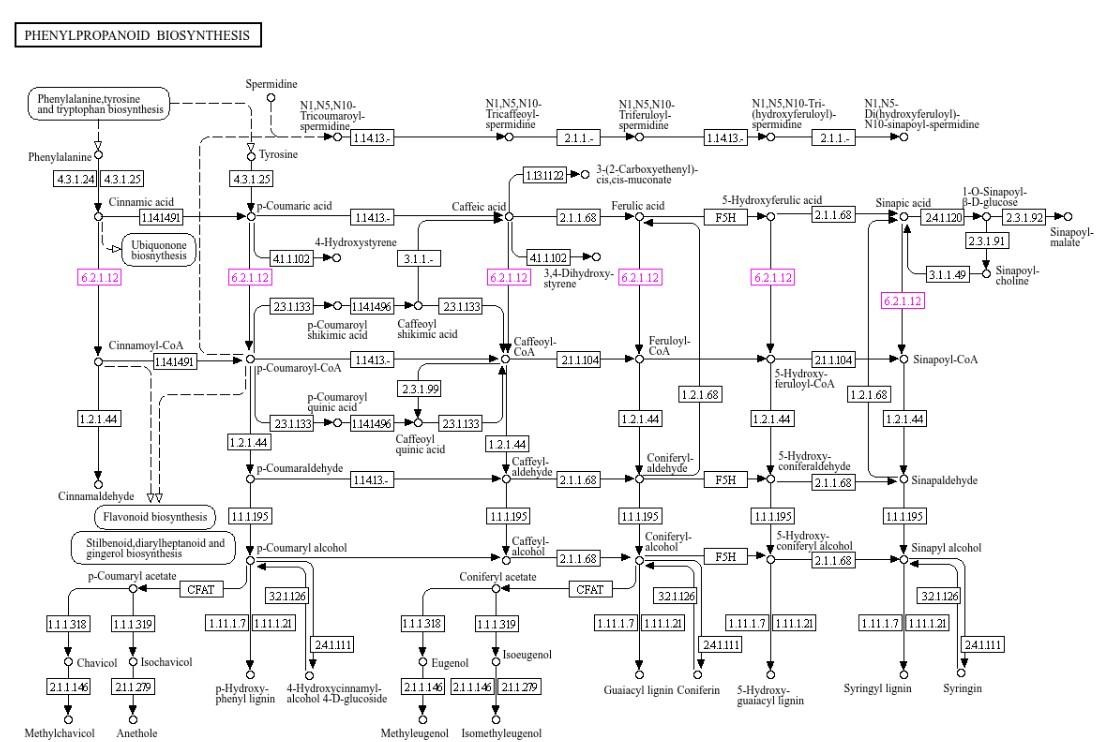 PHENYLPROPANOID BIOSYNTHESIS
Spermidine
Phenylalanine,tyrosine
and tryptophan biosynthesis
N1,N5,N10-
Tricoumaroyl-
spermidine
1.14.13.-
N1,N5,N10-
Tricaffeoyl-
spermidine
2.1.1.-
N1,N5,N10-
Triferuloyl-
spermidine
1.14.13.-
N1,N5,N10-Tri-
(hydroxyferuloyl)-
spermidine
2.1.1.-
N1,N5-
Di(hydroxyferuloyl)-
N10-sinapoyl-spermidine
Phenylalanine
Tyrosine
4.3.1.24
4.3.1.25
4.3.1.25
1.13.11.22
3-(2-Carboxyethenyl)-
cis,cis-muconate
Cinnamic acid
1.14.14.91
p-Coumaric acid
1.14.13.-
Caffeic acid
2.1.1.68
Ferulic acid
F5H
5-Hydroxyferulic acid
2.1.1.68
Sinapic acid
2.4.1.120
1-O-Sinapoyl-
β-D-glucose
2.3.1.92
Sinapoyl-
malate
2.3.1.91
Ubiquonone
biosnythesis
4.1.1.102
4-Hydroxystyrene
3.1.1.-
4.1.1.102
3,4-Dihydroxy-
styrene
3.1.1.49
Sinapoyl-
choline
6.2.1.12
6.2.1.12
6.2.1.12
6.2.1.12
6.2.1.12
6.2.1.12
2.3.1.133
1.14.14.96
2.3.1.133
p-Coumaroyl
shikimic acid
Caffeoyl
shikimic acid
Cinnamoyl-CoA
1.14.14.91
p-Coumaroyl-CoA
1.14.13.-
Caffeoyl
-CoA
2.1.1.104
Feruloyl-
CoA
5-Hydroxy-
feruloyl-CoA
2.1.1.104
Sinapoyl-CoA
2.3.1.99
1.2.1.68
1.2.1.68
p-Coumaroyl
quinic acid
2.3.1.133
1.14.14.96
2.3.1.133
Caffeoyl
quinic acid
1.2.1.44
1.2.1.44
1.2.1.44
1.2.1.44
1.2.1.44
1.2.1.44
Cinnamaldehyde
p-Coumaraldehyde
1.14.13.-
Caffeyl-
aldehyde
2.1.1.68
Coniferyl-
aldehyde
F5H
5-Hydroxy-
coniferaldehyde
2.1.1.68
Sinapaldehyde
Flavonoid biosynthesis
Stilbenoid,diarylheptanoid and
gingerol biosynthesis
1.1.1.195
1.1.1.195
1.1.1.195
1.1.1.195
1.1.1.195
p-Coumaryl alcohol
Caffeyl-
alcohol
2.1.1.68
Coniferyl-
alcohol
F5H
5-Hydroxy-
coniferyl alcohol
2.1.1.68
Sinapyl alcohol
p-Coumaryl acetate
CFAT
Coniferyl acetate
CFAT
3.2.1.126
3.2.1.126
3.2.1.126
1.1.1.318
1.1.1.319
1.11.1.7
1.11.1.21
2.4.1.111
1.1.1.318
1.1.1.319
1.11.1.7
1.11.1.21
2.4.1.111
1.11.1.7
1.11.1.21
1.11.1.7
1.11.1.21
2.4.1.111
Chavicol
Isochavicol
Eugenol
Isoeugenol
2.1.1.146
2.1.1.279
2.1.1.146
2.1.1.146
2.1.1.279
p-Hydroxy-
phenyl lignin
4-Hydroxycinnamyl-
alcohol 4-D-glucoside
Guaiacyl lignin
Coniferin
5-Hydroxy-
guaiacyl lignin
Syringyl lignin
Syringin
Methylchavicol
Anethole
Methyleugenol
Isomethyleugenol